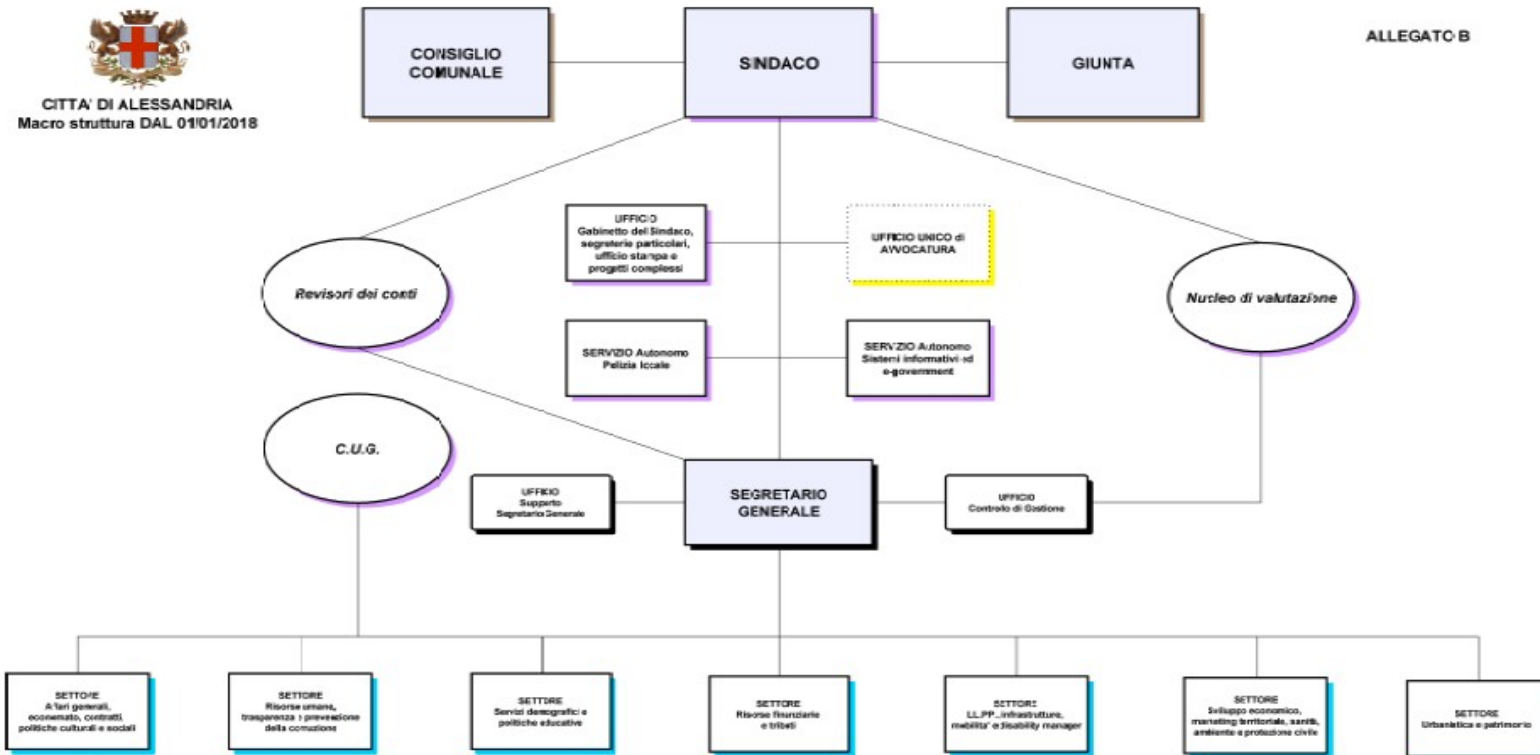 CITTA' DI ALESSANDRIA
Macro struttura DAL 01/01/2018
CONSIGLIO
COMUNALE
SINDACO
GIUNTA
ALLEGATO B
UFFICIO
Gabinetto del Sindaco,
segreterie particolari,
ufficio stampa e
progetti complessi
UFFICIO UNICO di
AVVOCATURA
Revisori dei conti
Nucleo di valutazione
SERVIZIO Autonomo
Polizia locale
SERVIZIO Autonomo
Sistemi informativi ed
e-government
C.U.G.
UFFICIO
Supporto
Segretario Generale
SEGRETARIO
GENERALE
UFFICIO
Controllo di Gestione
SETTORE
Affari generali,
economato, contratti,
politiche culturali e sociali
SETTORE
Risorse umane,
trasparenza e prevenzione
della corruzione
SETTORE
Servizi demografici e
politiche educative
SETTORE
Risorse finanziarie
e tributi
SETTORE
LL.PP., infrastrutture,
mobilita' e disability manager
SETTORE
Sviluppo economico,
marketing territoriale, sanità,
ambiente e protezione civile
SETTORE
Urbanistica e patrimonio